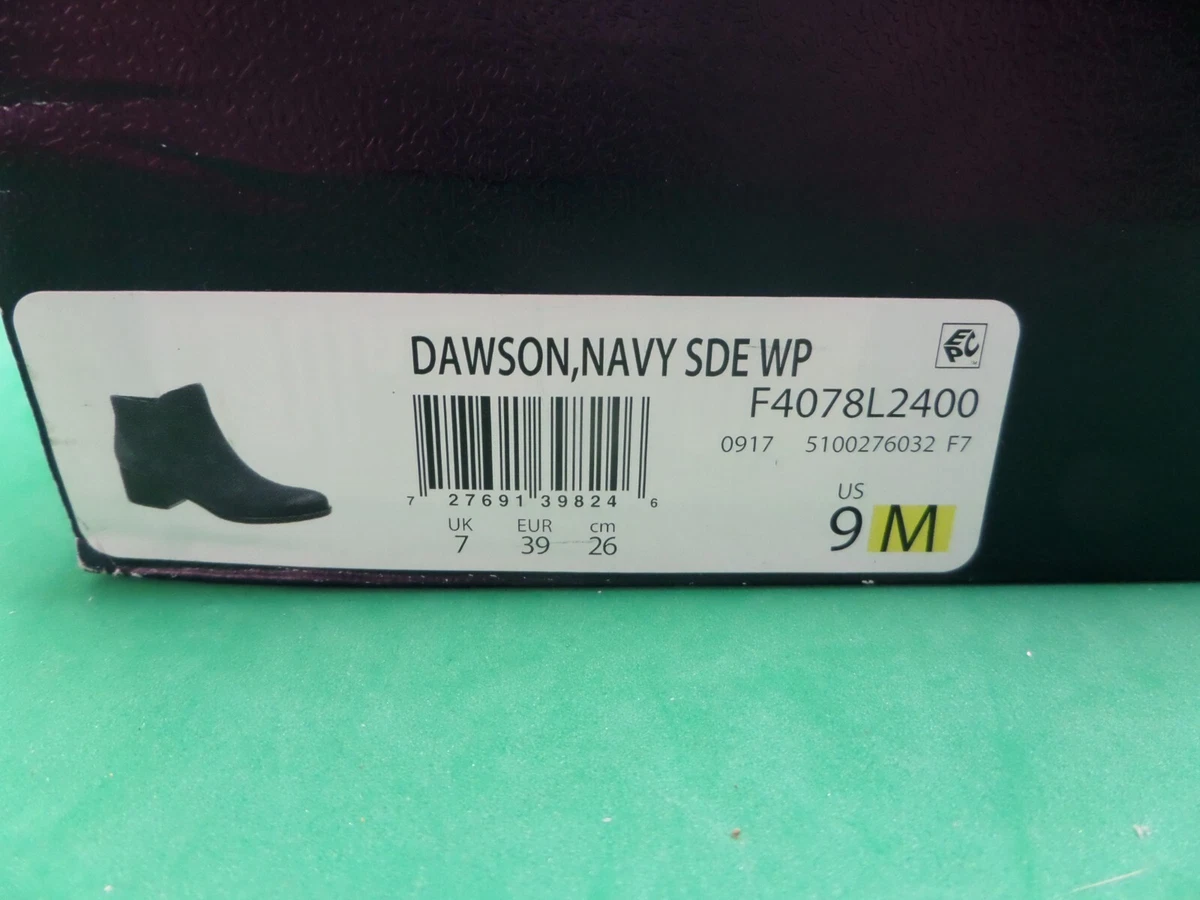 DAWSON,NAVY SDE WP
EPC
F4078L2400
0917 5100276032 F7
7 27691 39824 6
UK EUR cm
7 39 26
US
9 M